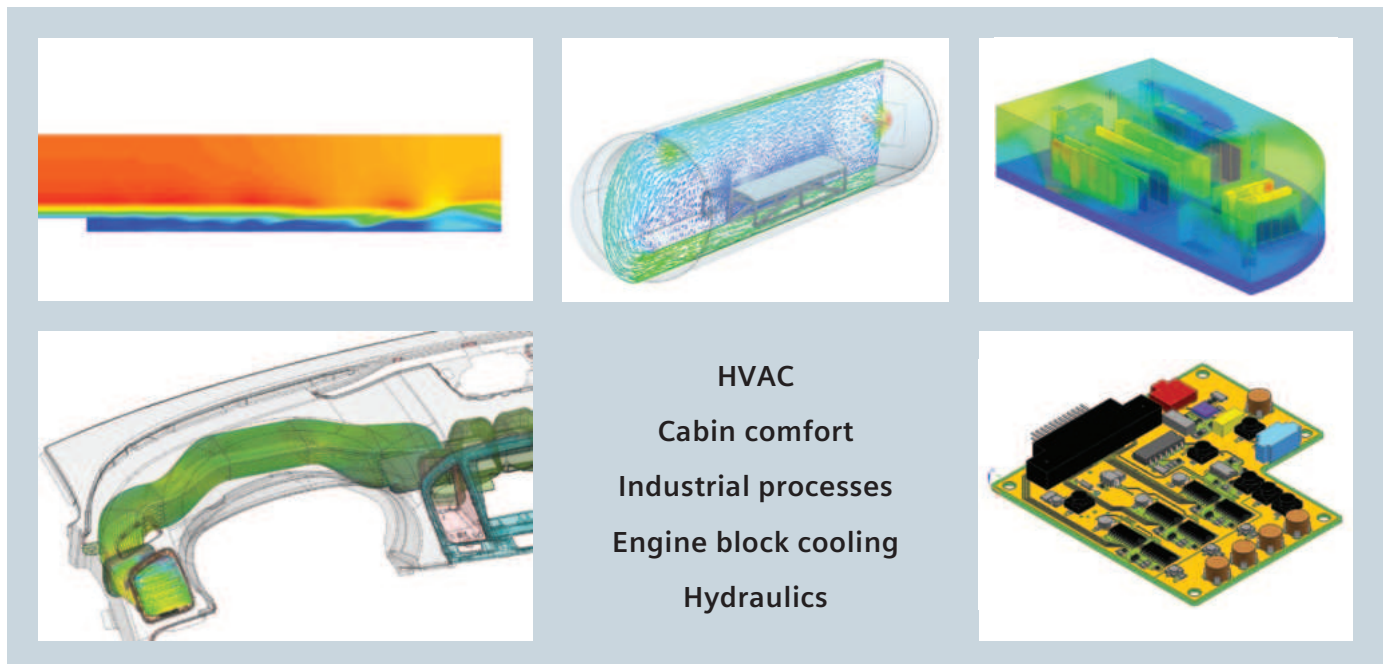 HVAC
Cabin comfort
Industrial processes
Engine block cooling
Hydraulics